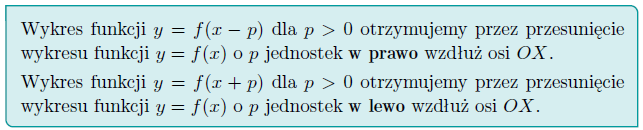 Wykres funkcji y = f(x − p) dla p > 0 otrzymujemy przez przesunięcie
wykresu funkcji y = f(x) o p jednostek w prawo wzdłuż osi OX.
Wykres funkcji y = f(x + p) dla p > 0 otrzymujemy przez przesunięcie
wykresu funkcji y = f(x) o p jednostek w lewo wzdłuż osi OX.